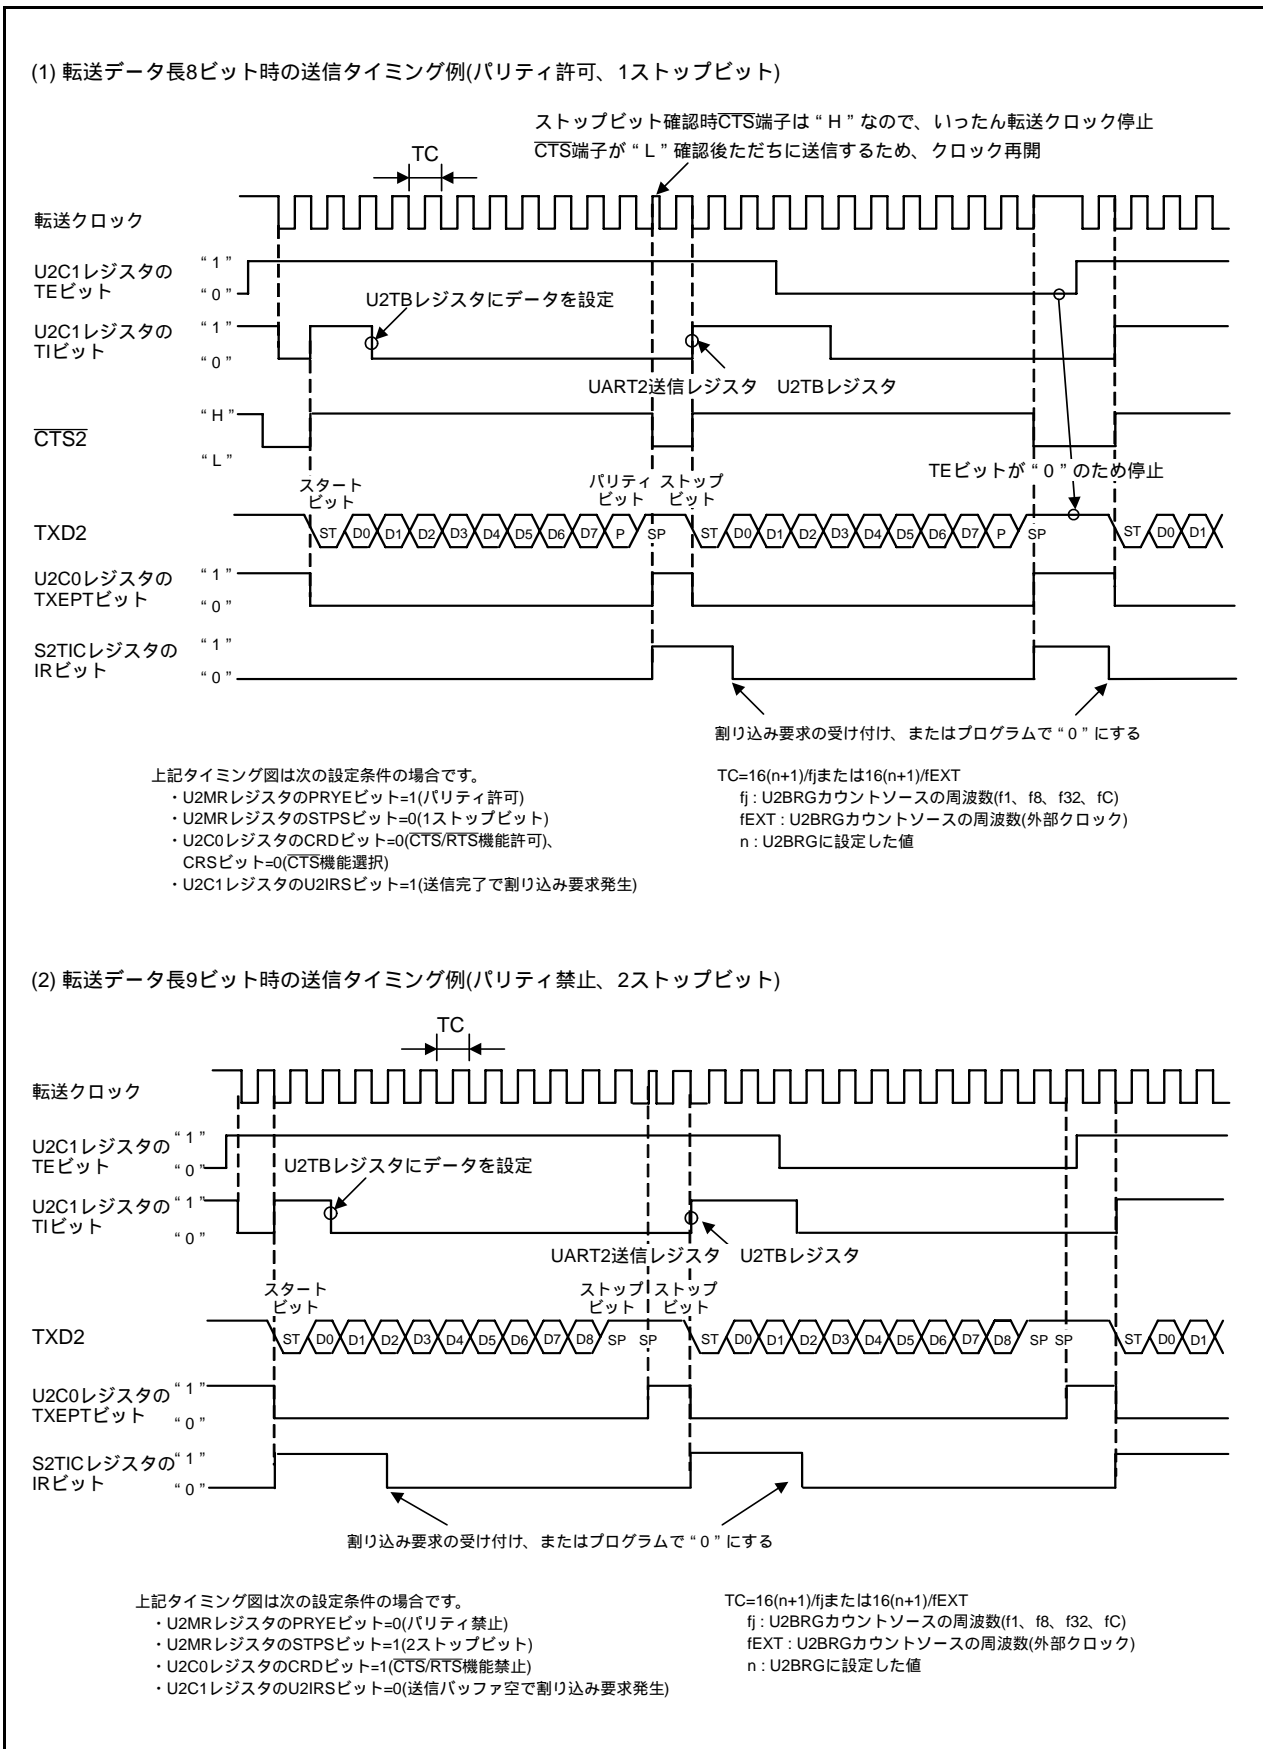 (1) 転送データ長8ビット時の送信タイミング例(パリティ許可、1ストップビット)
ストップビット確認時CTS端子は“H”なので、いったん転送クロック停止
CTS端子が“L”確認後ただちに送信するため、クロック再開
TC
転送クロック
U2C1レジスタの
TEビット
“1”
“0”
U2TBレジスタにデータを設定
U2C1レジスタの
TIビット
“1”
“0”
UART2送信レジスタ U2TBレジスタ
CTS2
“H”
“L”
TEビットが“0”のため停止
スタート
ビット
パリティ
ビット
ストップ
ビット
TXD2
ST D0 D1 D2 D3 D4 D5 D6 D7 P SP ST D0 D1 D2 D3 D4 D5 D6 D7 P SP ST D0 D1
U2C0レジスタの
TXEPTビット
“1”
“0”
S2TICレジスタの
IRビット
“1”
“0”
割り込み要求の受け付け、またはプログラムで“0”にする
上記タイミング図は次の設定条件の場合です。
・U2MRレジスタのPRYEビット=1(パリティ許可)
・U2MRレジスタのSTPSビット=0(1ストップビット)
・U2C0レジスタのCRDビット=0(CTS/RTS機能許可)、
CRSビット=0(CTS機能選択)
・U2C1レジスタのU2IRSビット=1(送信完了で割り込み要求発生)
TC=16(n+1)/fjまたは16(n+1)/fEXT
fj : U2BRGカウントソースの周波数(f1、f8、f32、fC)
fEXT : U2BRGカウントソースの周波数(外部クロック)
n : U2BRGに設定した値
(2) 転送データ長9ビット時の送信タイミング例(パリティ禁止、2ストップビット)
TC
転送クロック
U2C1レジスタの
TEビット
“1”
“0”
U2TBレジスタにデータを設定
U2C1レジスタの
TIビット
“1”
“0”
UART2送信レジスタ U2TBレジスタ
スタート
ビット
ストップ
ビット
ストップ
ビット
TXD2
ST D0 D1 D2 D3 D4 D5 D6 D7 D8 SP SP ST D0 D1 D2 D3 D4 D5 D6 D7 D8 SP SP ST D0 D1
U2C0レジスタの
TXEPTビット
“1”
“0”
S2TICレジスタの
IRビット
“1”
“0”
割り込み要求の受け付け、またはプログラムで“0”にする
上記タイミング図は次の設定条件の場合です。
・U2MRレジスタのPRYEビット=0(パリティ禁止)
・U2MRレジスタのSTPSビット=1(2ストップビット)
・U2C0レジスタのCRDビット=1(CTS/RTS機能禁止)
・U2C1レジスタのU2IRSビット=0(送信バッファ空で割り込み要求発生)
TC=16(n+1)/fjまたは16(n+1)/fEXT
fj : U2BRGカウントソースの周波数(f1、f8、f32、fC)
fEXT : U2BRGカウントソースの周波数(外部クロック)
n : U2BRGに設定した値